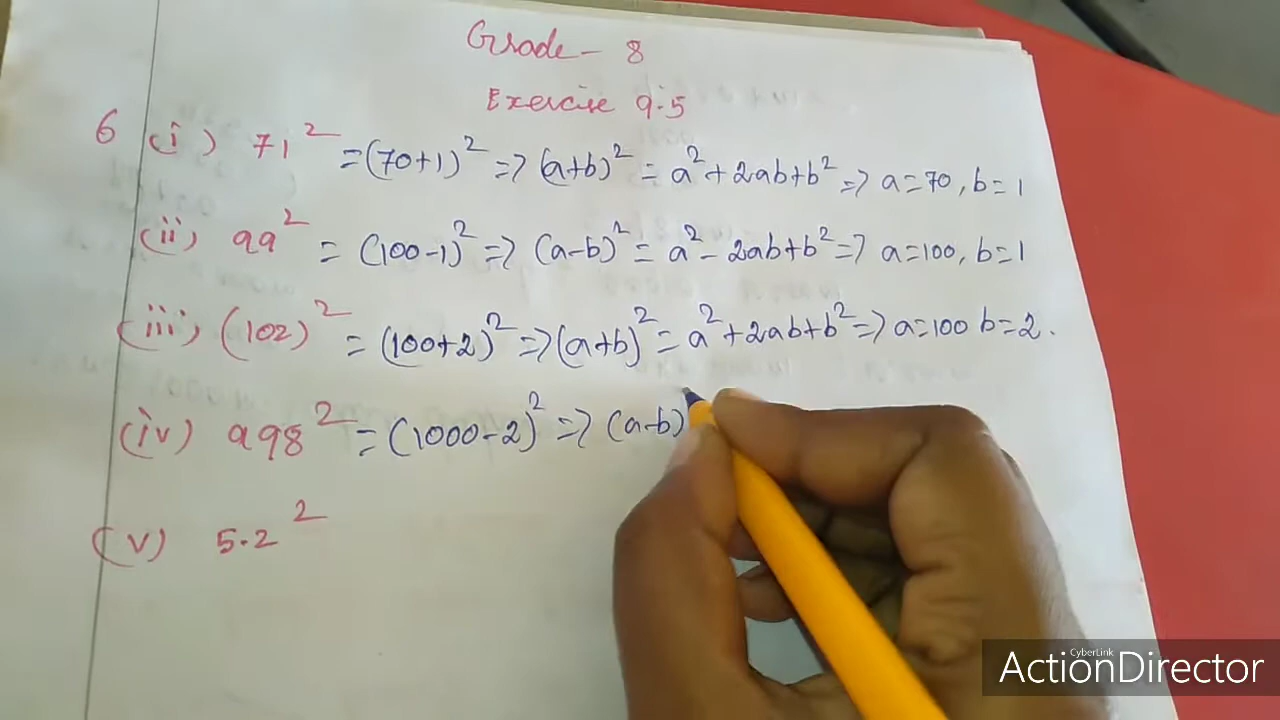 Grade - 8
Exercise 9.5
6 (i) 71² = (70+1)² => (a+b)² = a² + 2ab + b² => a=70, b=1
(ii) 99² = (100-1)² => (a-b)² = a² - 2ab + b² => a=100, b=1
(iii) (102)² = (100+2)² => (a+b)² = a² + 2ab + b² => a=100 b=2.
(iv) 998² = (1000-2)² => (a-b)
(v) 5.2²
CyberLink
ActionDirector